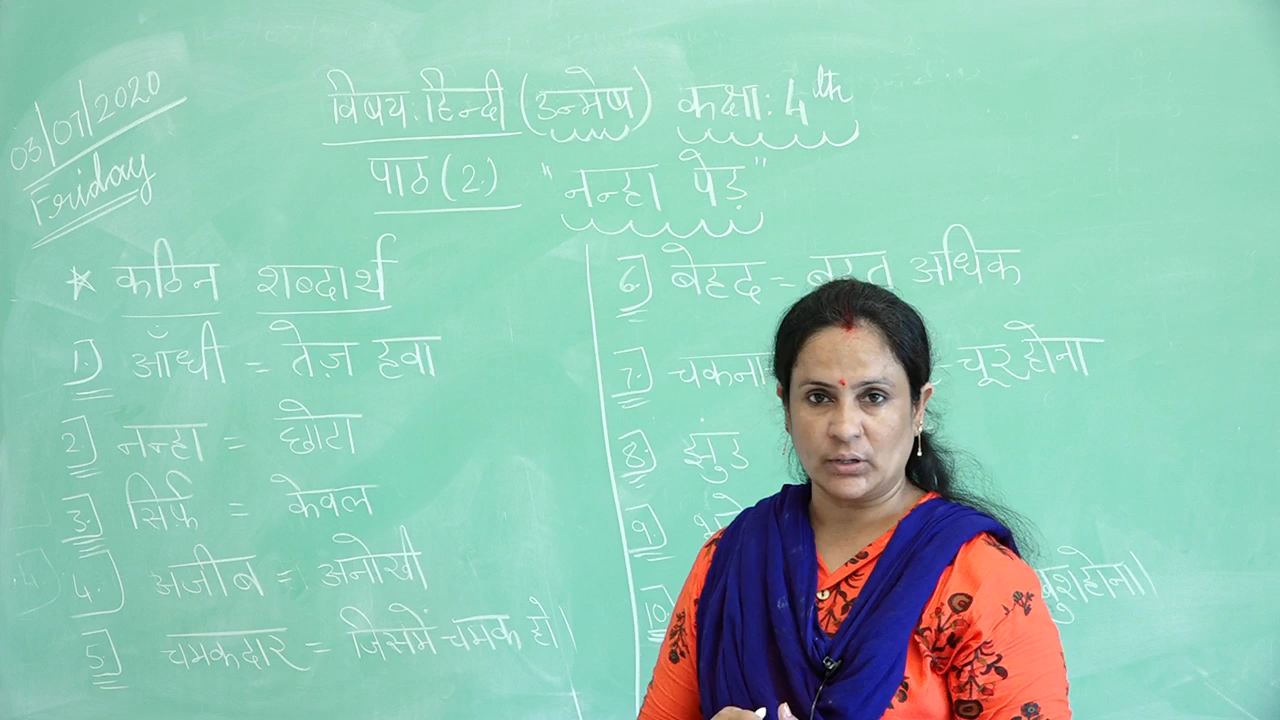 03/07/2020
Friday
विषय: हिन्दी (उन्मेष) कक्षा: 4th
पाठ (2.) "नन्हा पेड़"
* कठिन शब्दार्थ
1) आँधी = तेज़ हवा
2) नन्हा = छोटा
3.) सिर्फ़ = केवल
4.) अजीब = अनोखी
5) चमकदार = जिसमें चमक हो।
6.) बेहद = बहुत अधिक
7.) चकना चूर होना
8.) झुंड
9.)
10.) खुश होना।